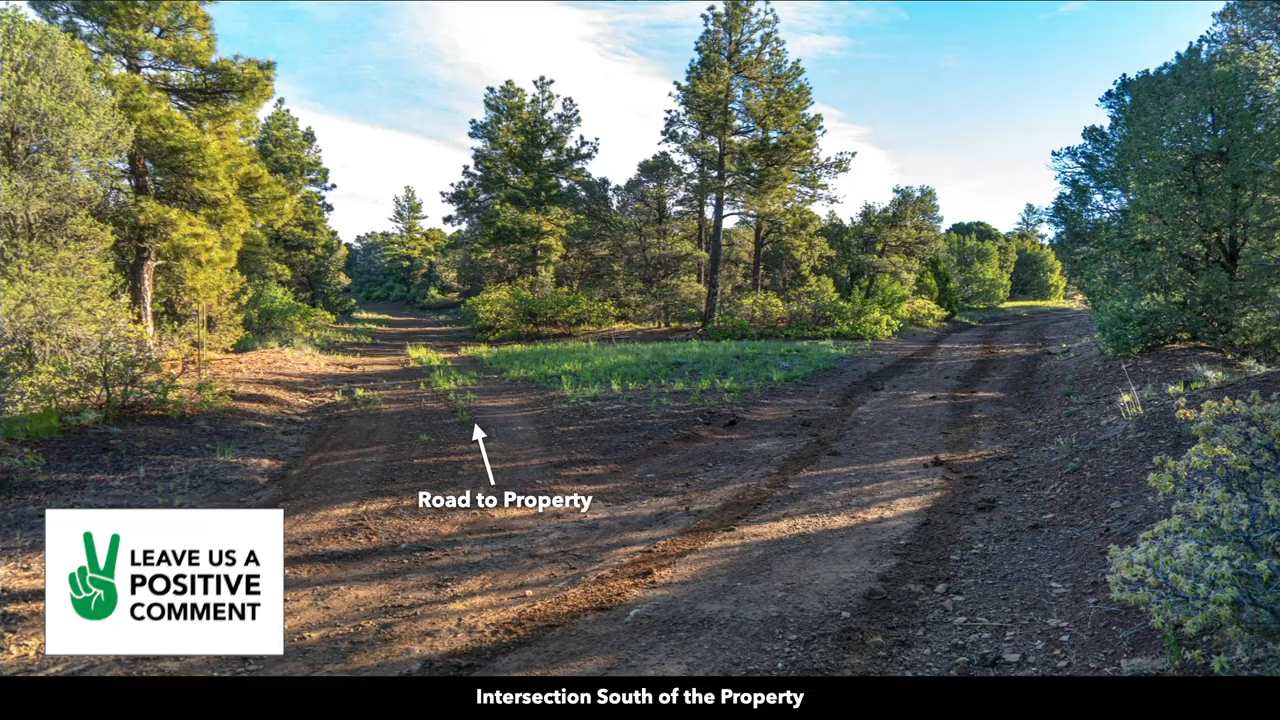 Road to Property
LEAVE US A
POSITIVE
COMMENT
Intersection South of the Property